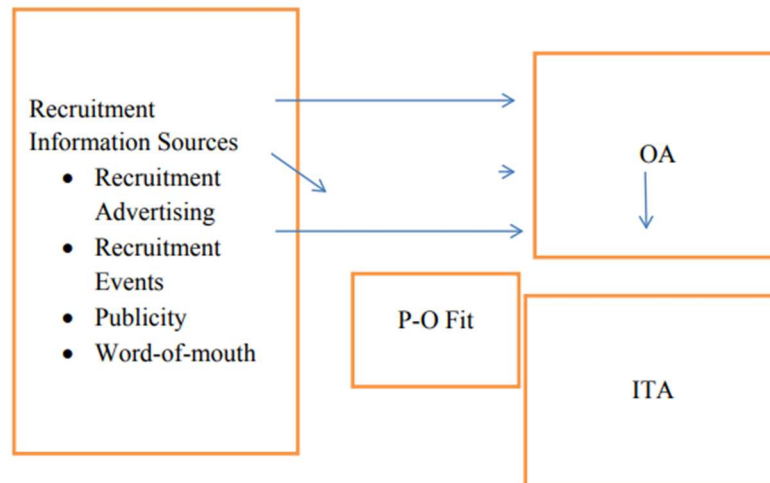 Recruitment
Information Sources
• Recruitment
Advertising
• Recruitment
Events
• Publicity
• Word-of-mouth
OA
P-O Fit
ITA